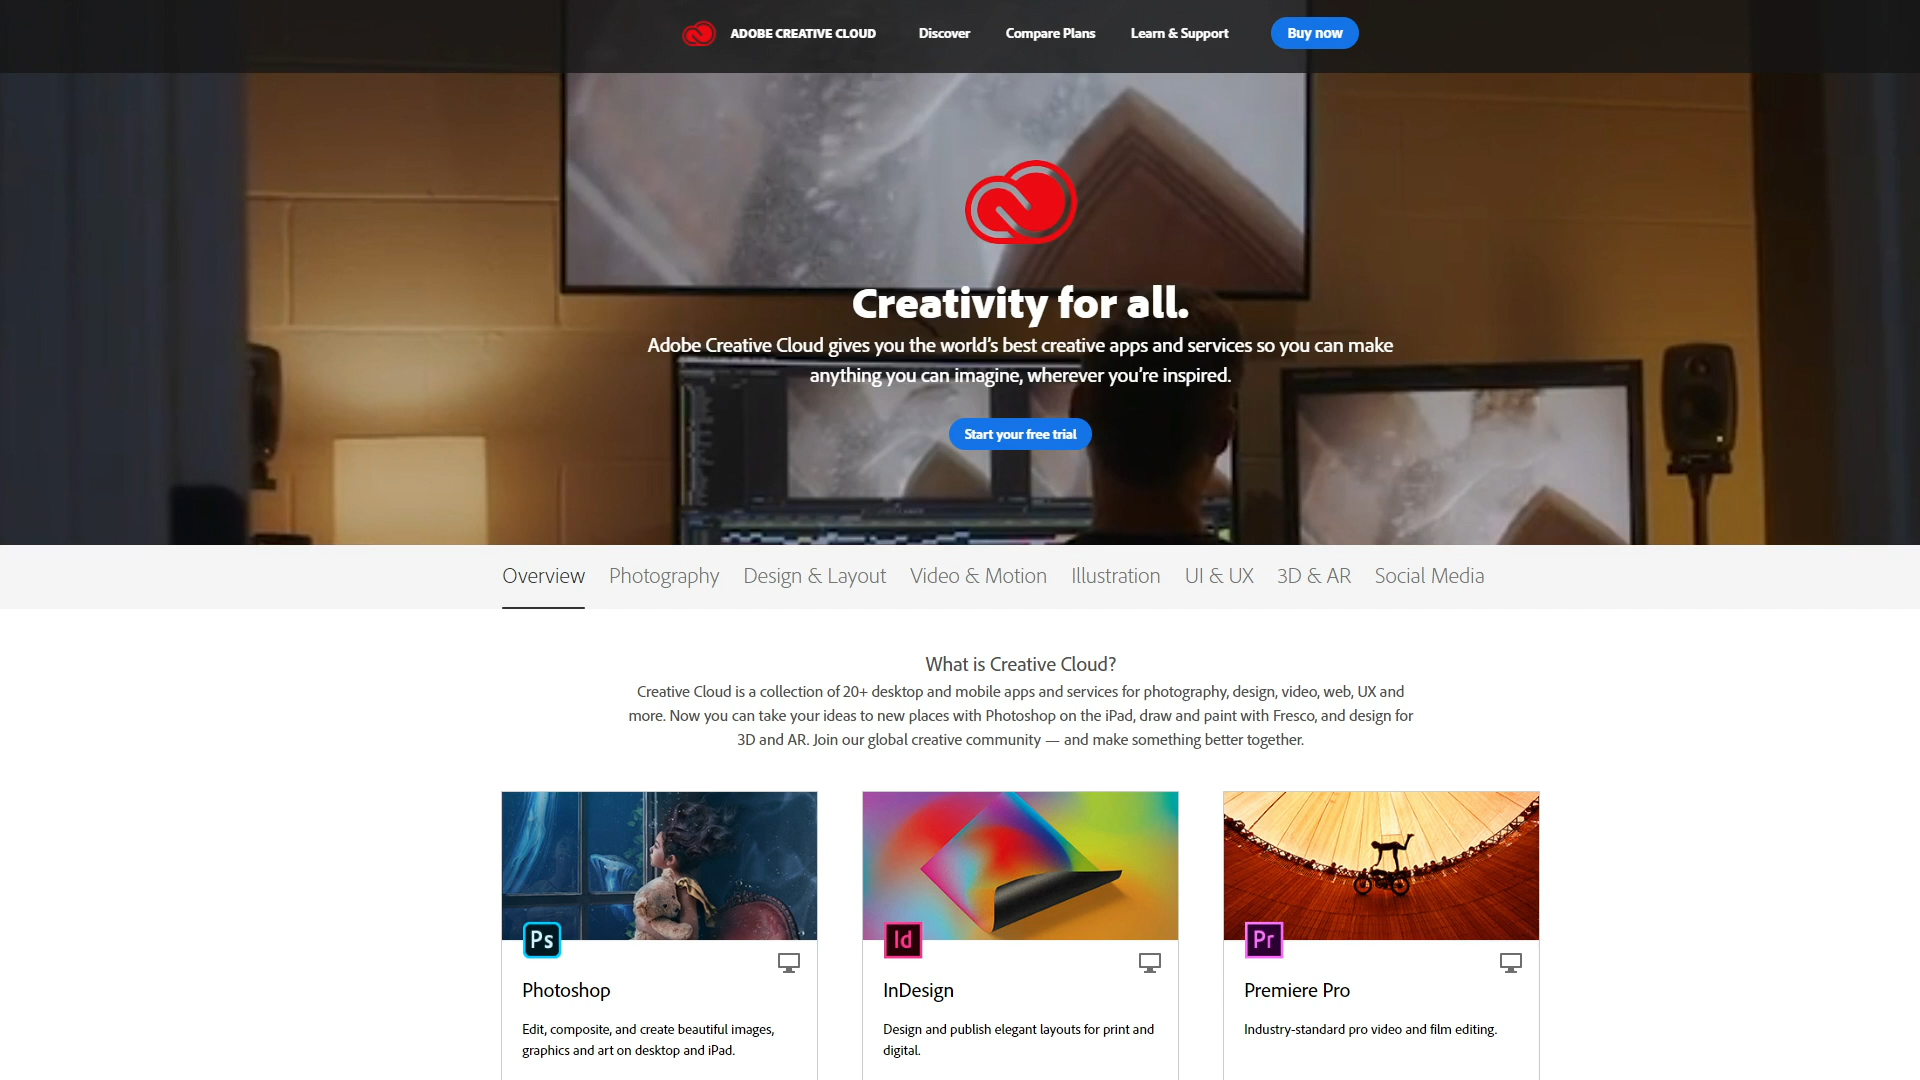 ADOBE CREATIVE CLOUD Discover Compare Plans Learn & Support Buy now
Creativity for all.
Adobe Creative Cloud gives you the world's best creative apps and services so you can make
anything you can imagine, wherever you're inspired.
Start your free trial
Overview Photography Design & Layout Video & Motion Illustration UI & UX 3D & AR Social Media
What is Creative Cloud?
Creative Cloud is a collection of 20+ desktop and mobile apps and services for photography, design, video, web, UX and
more. Now you can take your ideas to new places with Photoshop on the iPad, draw and paint with Fresco, and design for
3D and AR. Join our global creative community — and make something better together.
Ps
Photoshop
Edit, composite, and create beautiful images,
graphics and art on desktop and iPad.
Id
InDesign
Design and publish elegant layouts for print and
digital.
Pr
Premiere Pro
Industry-standard pro video and film editing.